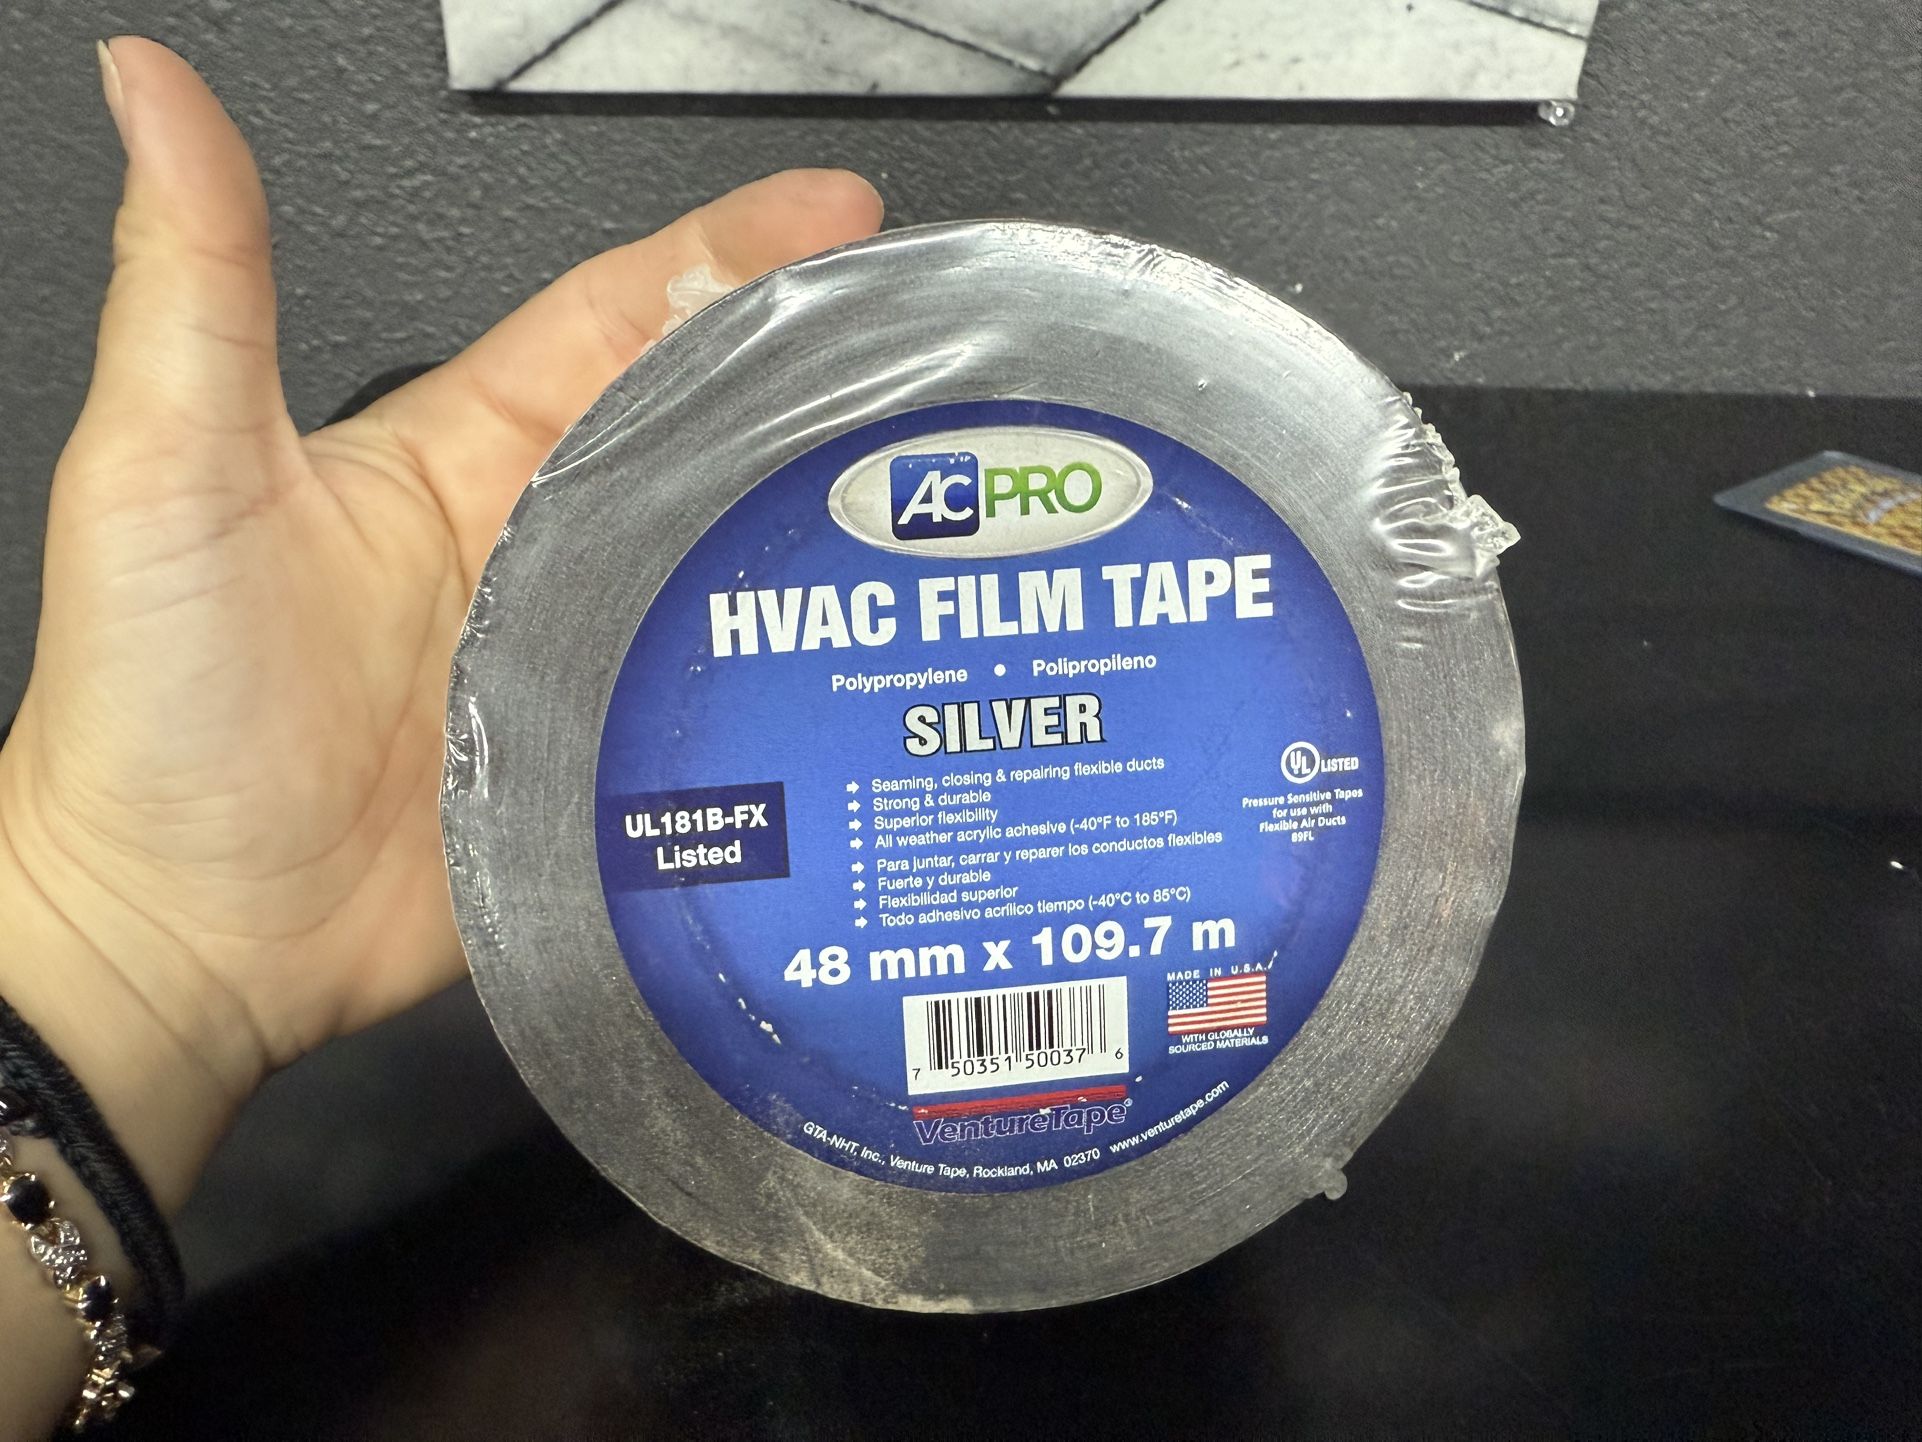 AC PRO
HVAC FILM TAPE
Polypropylene • Polipropileno
SILVER
➔ Seaming, closing & repairing flexible ducts
➔ Strong & durable
➔ Superior flexibility
➔ All weather acrylic achesive (-40°F to 185°F)
➔ Para juntar, carrar y reparer los conductos flexibles
➔ Fuerte y durable
➔ Flexibilidad superior
➔ Todo adhesivo acrílico tiempo (-40°C to 85°C)
UL181B-FX
Listed
UL LISTED
Pressure Sensitive Tapes
for use with
Flexible Air Ducts
89FL
48 mm x 109.7 m
7 50351 50037 6
MADE IN U.S.A.
WITH GLOBALLY
SOURCED MATERIALS
VentureTape®
GTA-NHT, Inc., Venture Tape, Rockland, MA 02370 www.venturetape.com